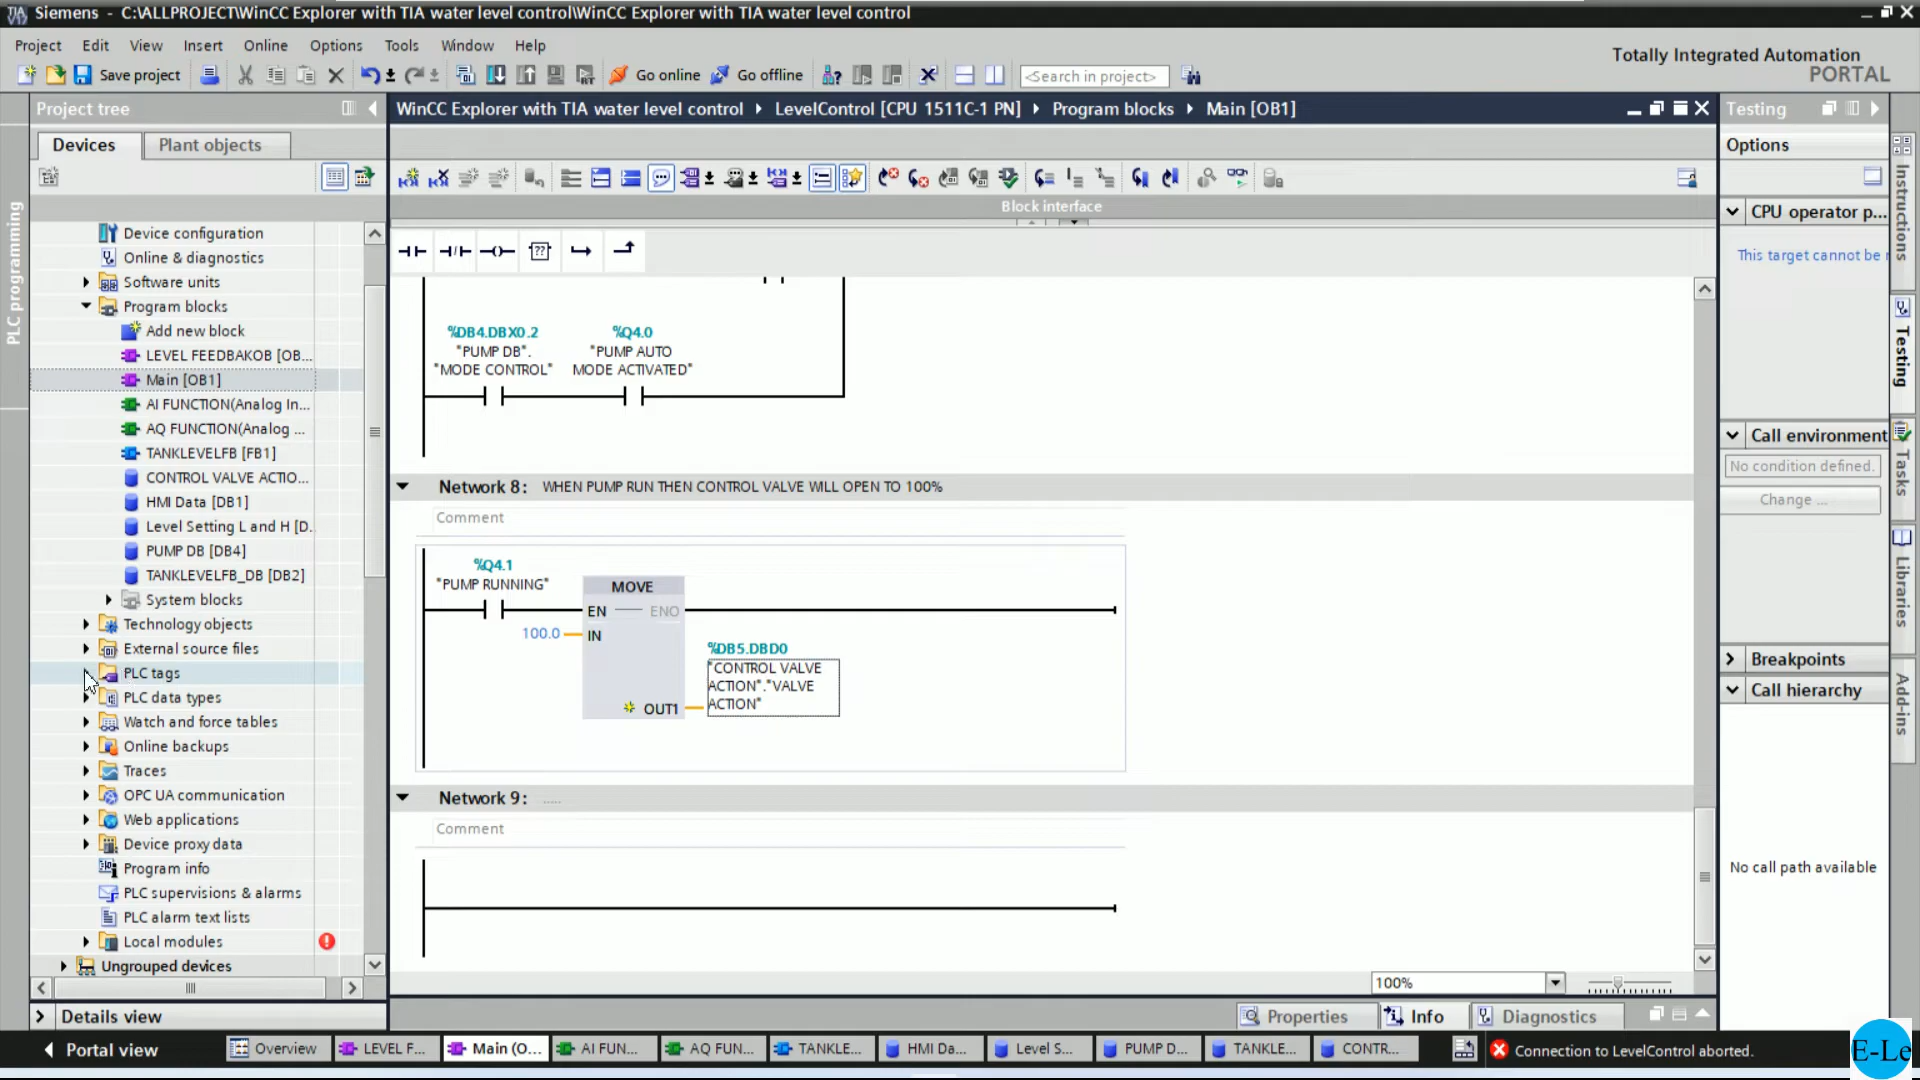 Siemens - C:\ALLPROJECT\WinCC Explorer with TIA water level control\WinCC Explorer with TIA water level control
Project Edit View Insert Online Options Tools Window Help
Totally Integrated Automation
PORTAL
Save project
Go online
Go offline
<Search in project>
Project tree
WinCC Explorer with TIA water level control LevelControl [CPU 1511C-1 PN] Program blocks Main [OB1]
Testing
Devices
Plant objects
Options
PLC programming
Block interface
CPU operator p...
This target cannot be
Device configuration
Online & diagnostics
Software units
Program blocks
Add new block
LEVEL FEEDBAKOB [OB...
Main [OB1]
AI FUNCTION(Analog In...
AQ FUNCTION(Analog ...
TANKLEVELFB [FB1]
CONTROL VALVE ACTIO...
HMI Data [DB1]
Level Setting L and H [D...
PUMP DB [DB4]
TANKLEVELFB_DB [DB2]
System blocks
Technology objects
External source files
PLC tags
PLC data types
Watch and force tables
Online backups
Traces
OPC UA communication
Web applications
Device proxy data
Program info
PLC supervisions & alarms
PLC alarm text lists
Local modules
Ungrouped devices
Details view
%DB4.DBX0.2
"PUMP DB".
"MODE CONTROL"
%Q4.0
"PUMP AUTO
MODE ACTIVATED"
Network 8: WHEN PUMP RUN THEN CONTROL VALVE WILL OPEN TO 100%
Comment
%Q4.1
"PUMP RUNNING"
MOVE
EN ENO
100.0 IN
OUT1
%DB5.DBD0
"CONTROL VALVE
ACTION"."VALVE
ACTION"
Network 9: .....
Comment
100%
Properties
Info
Diagnostics
Call environment
No condition defined.
Change ...
Breakpoints
Call hierarchy
No call path available
Instructions
Testing
Tasks
Libraries
Add-ins
Portal view
Overview
LEVEL F...
Main (O...
AI FUN...
AQ FUN...
TANKLE...
HMI Da...
Level S...
PUMP D...
TANKLE...
CONTR...
Connection to LevelControl aborted.
E-Le